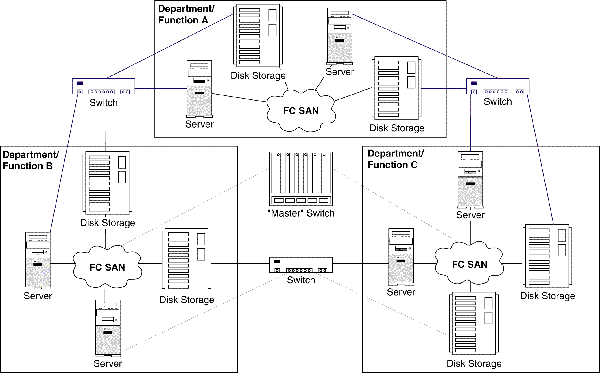 Department/
Function A
Disk Storage
Server
Switch
Server
FC SAN
Disk Storage
Switch
Department/
Function B
Disk Storage
FC SAN
Server
Disk Storage
Server
"Master" Switch
Switch
Department/
Function C
Server
FC SAN
Server
Disk Storage
Disk Storage